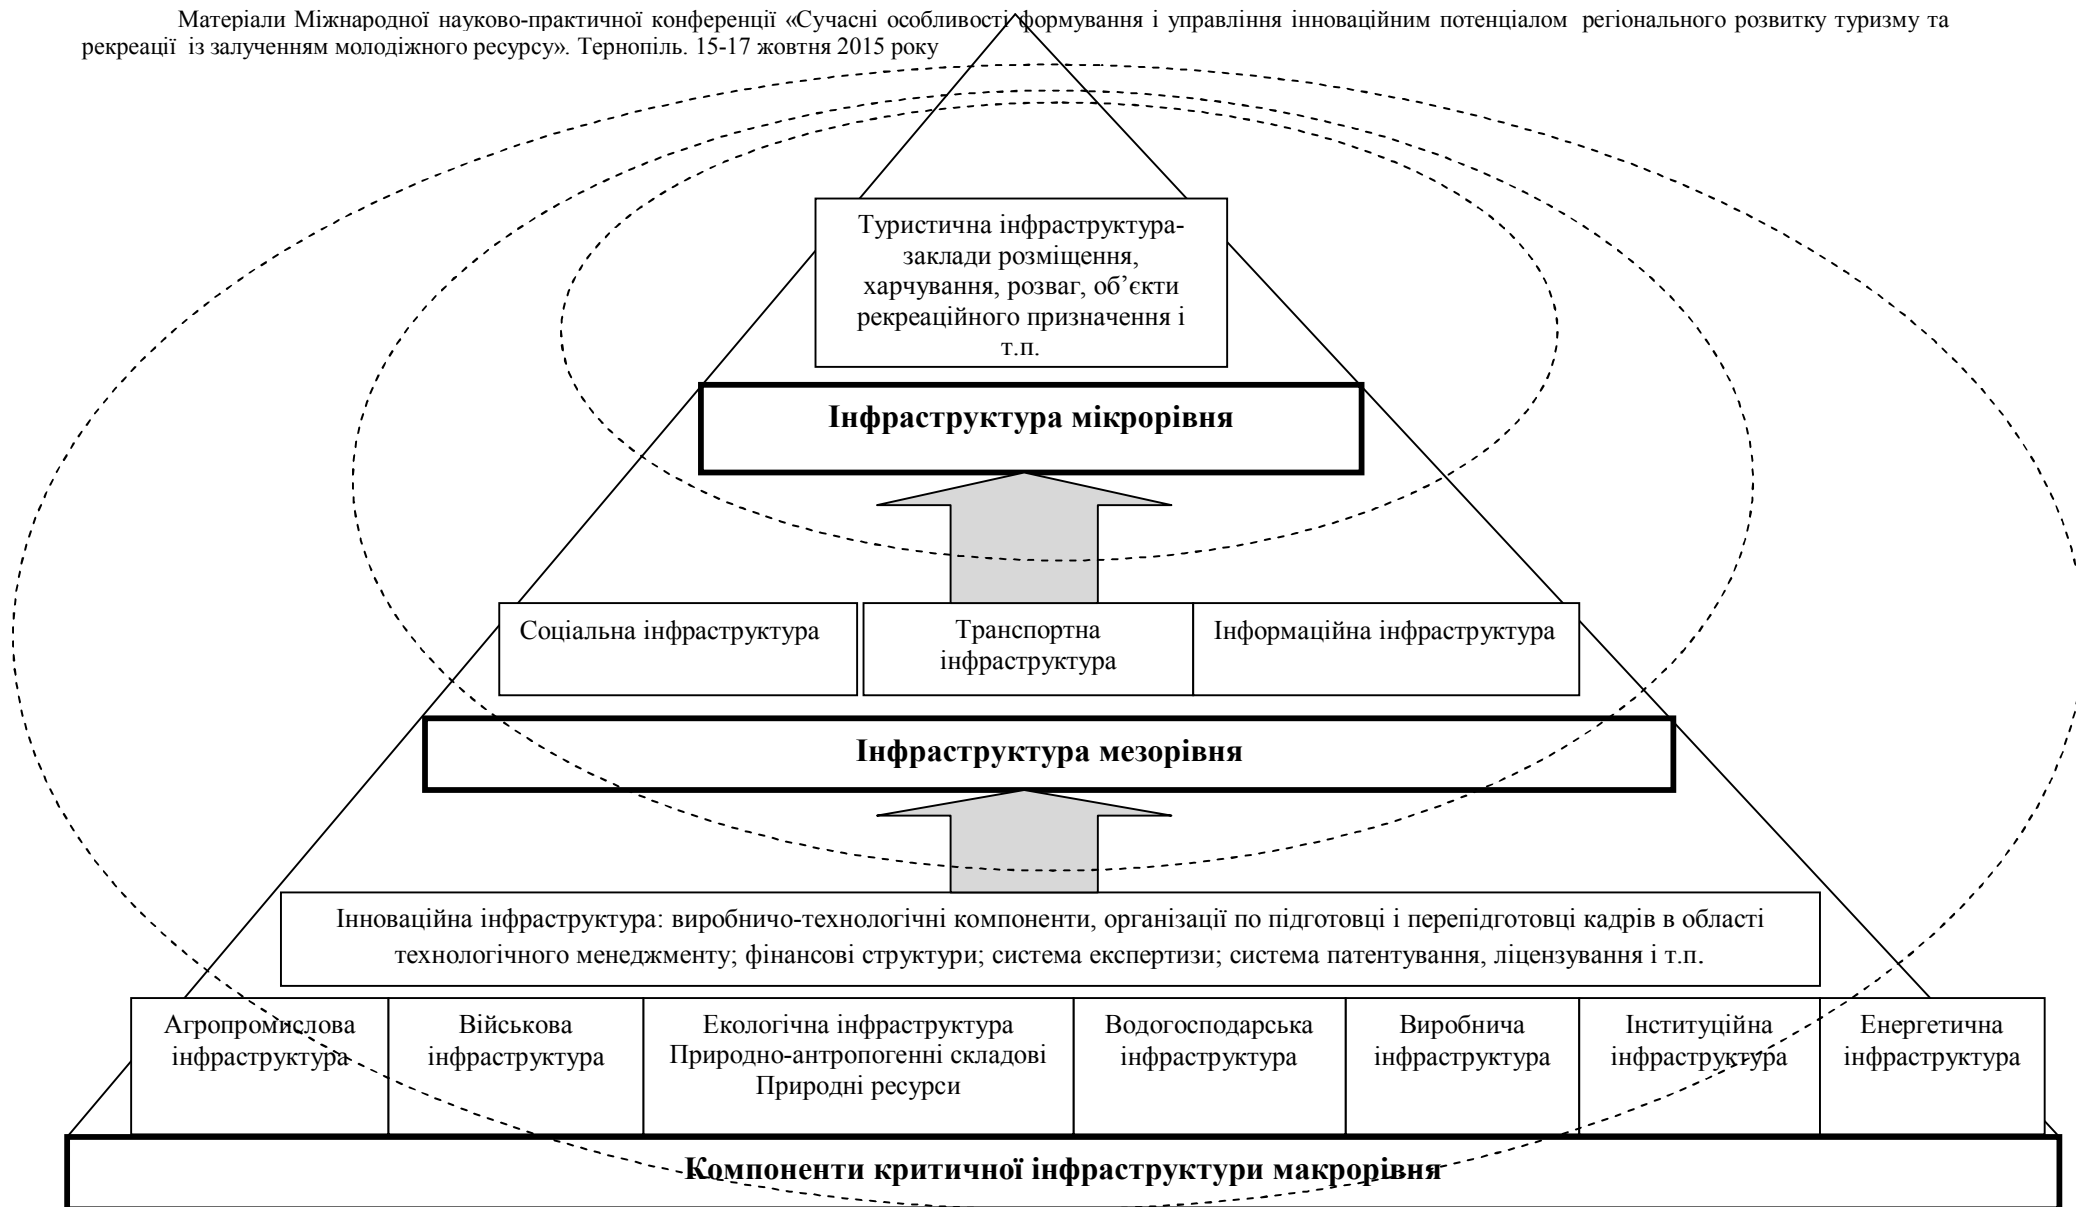 Матеріали Міжнародної науково-практичної конференції «Сучасні особливості формування і управління інноваційним потенціалом регіонального розвитку туризму та
рекреації із залученням молодіжного ресурсу». Тернопіль. 15-17 жовтня 2015 року
Туристична інфраструктура-
заклади розміщення,
харчування, розваг, об’єкти
рекреаційного призначення і
т.п.
Інфраструктура мікрорівня
Соціальна інфраструктура
Транспортна
інфраструктура
Інформаційна інфраструктура
Інфраструктура мезорівня
Інноваційна інфраструктура: виробничо-технологічні компоненти, організації по підготовці і перепідготовці кадрів в області
технологічного менеджменту; фінансові структури; система експертизи; система патентування, ліцензування і т.п.
Агропромислова
інфраструктура
Військова
інфраструктура
Екологічна інфраструктура
Природно-антропогенні складові
Природні ресурси
Водогосподарська
інфраструктура
Виробнича
інфраструктура
Інституційна
інфраструктура
Енергетична
інфраструктура
Компоненти критичної інфраструктури макрорівня